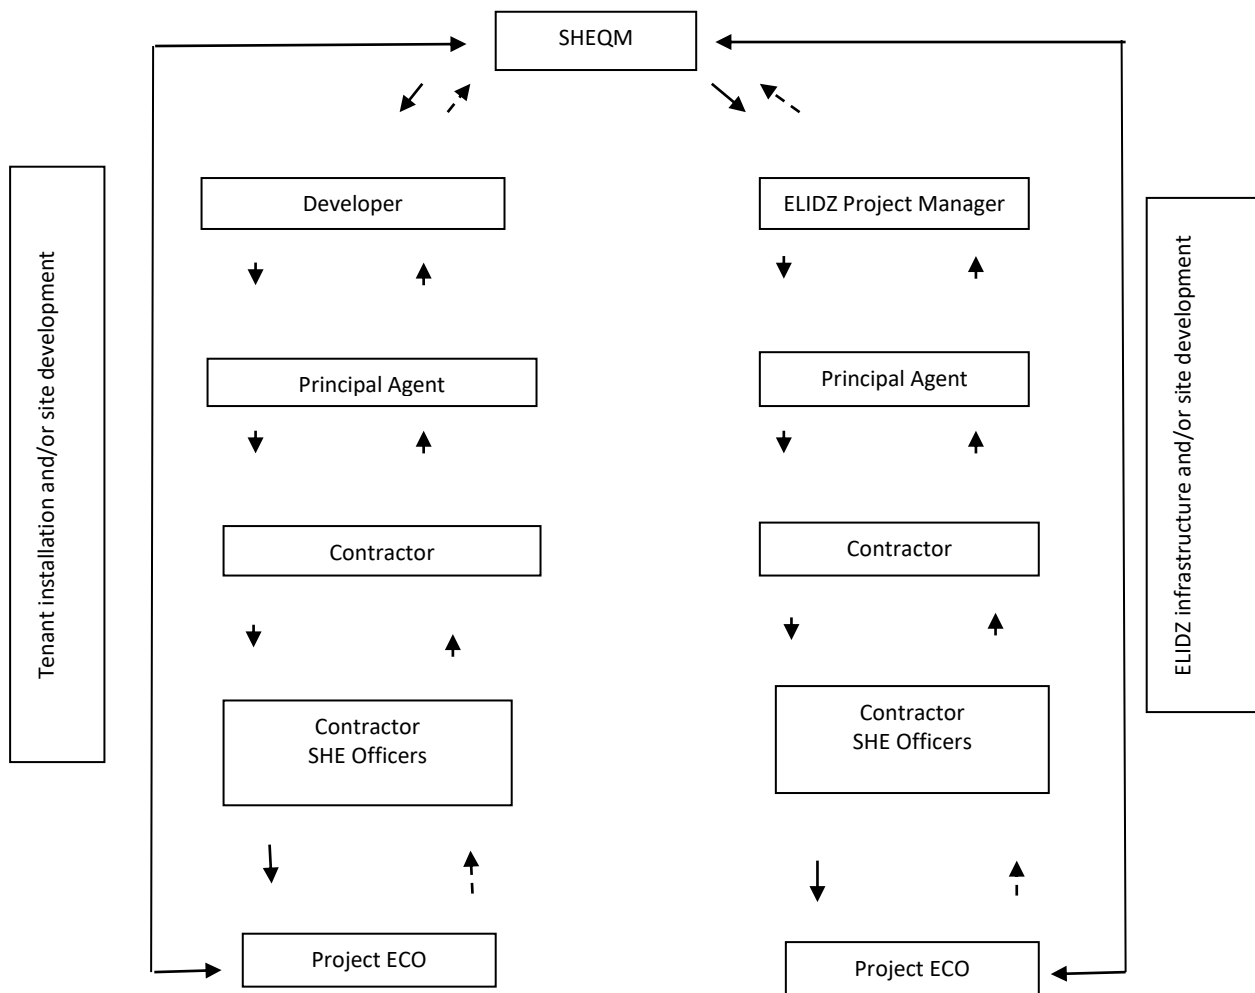 SHEQM
Tenant installation and/or site development
Developer
ELIDZ Project Manager
ELIDZ infrastructure and/or site development
Principal Agent
Principal Agent
Contractor
Contractor
Contractor
SHE Officers
Contractor
SHE Officers
Project ECO
Project ECO